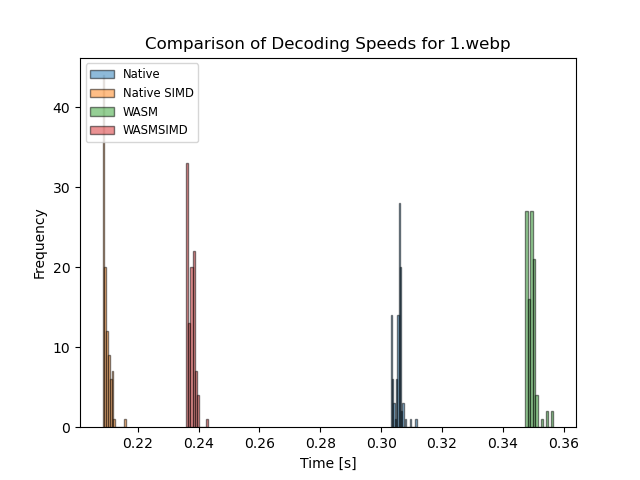 Comparison of Decoding Speeds for 1.webp
Native
Native SIMD
WASM
WASMSIMD
Frequency
40
30
20
10
0
0.22 0.24 0.26 0.28 0.30 0.32 0.34 0.36
Time [s]